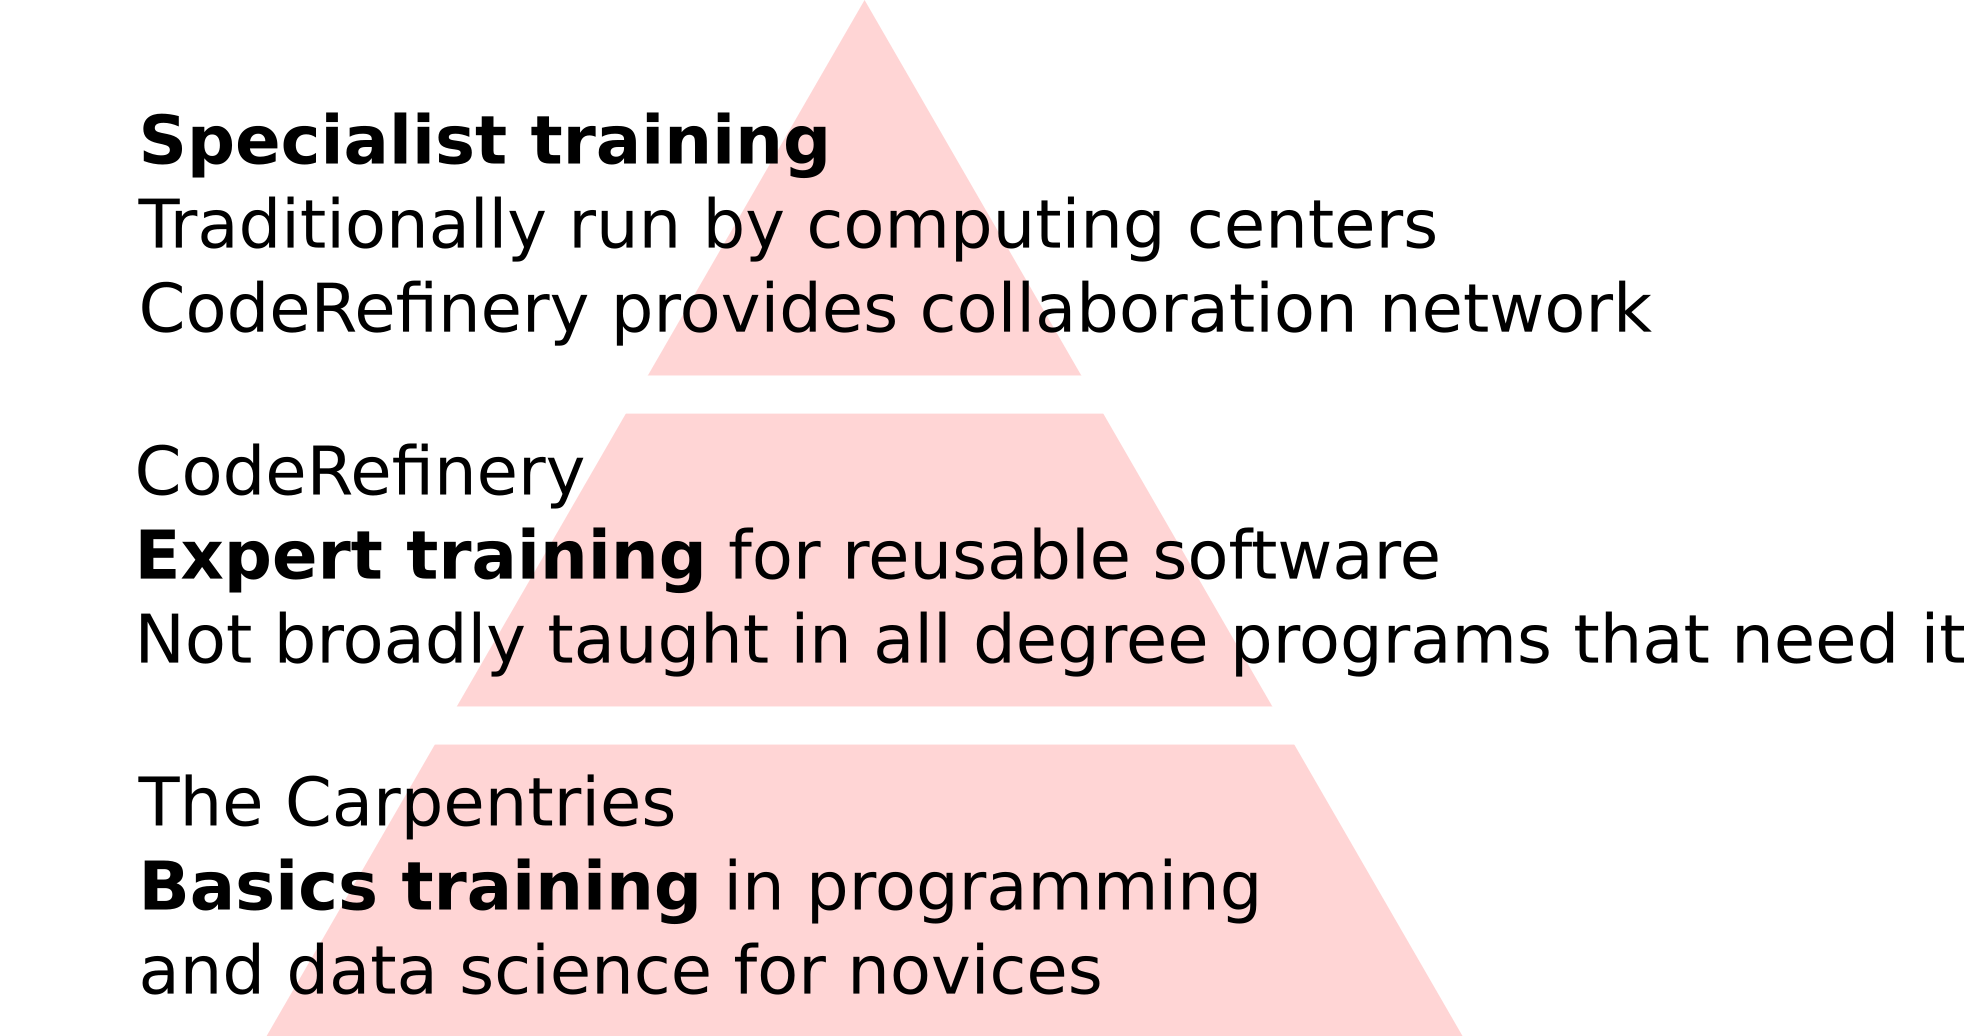 Specialist training
Traditionally run by computing centers
CodeRefinery provides collaboration network
CodeRefinery
Expert training for reusable software
Not broadly taught in all degree programs that need it
The Carpentries
Basics training in programming
and data science for novices